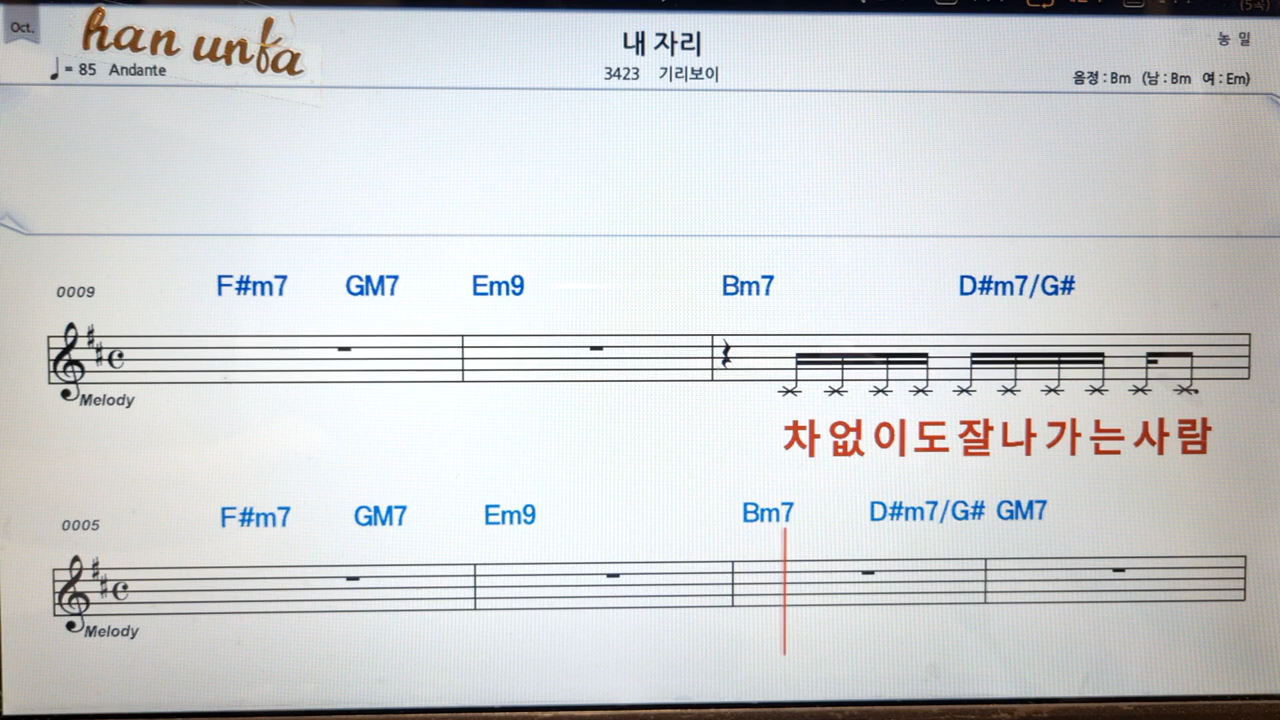 Oct.
han unfa
♩= 85 Andante
내 자리
3423 기리보이
농 밀
음정 : Bm (남 : Bm 여 : Em)
0009 F#m7 GM7 Em9 Bm7 D#m7/G#
Melody
차없이도잘나가는사람
0005 F#m7 GM7 Em9 Bm7 D#m7/G# GM7
Melody